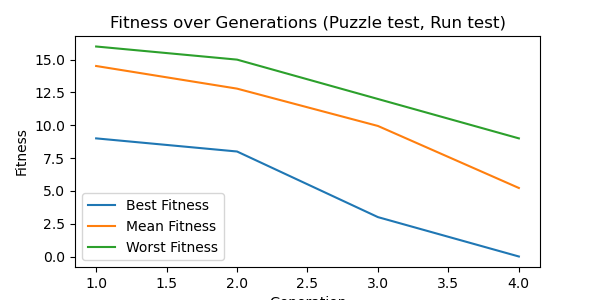 Fitness over Generations (Puzzle test, Run test)
Fitness
15.0
12.5
10.0
7.5
5.0
2.5
0.0
Best Fitness
Mean Fitness
Worst Fitness
1.0 1.5 2.0 2.5 3.0 3.5 4.0
Generation